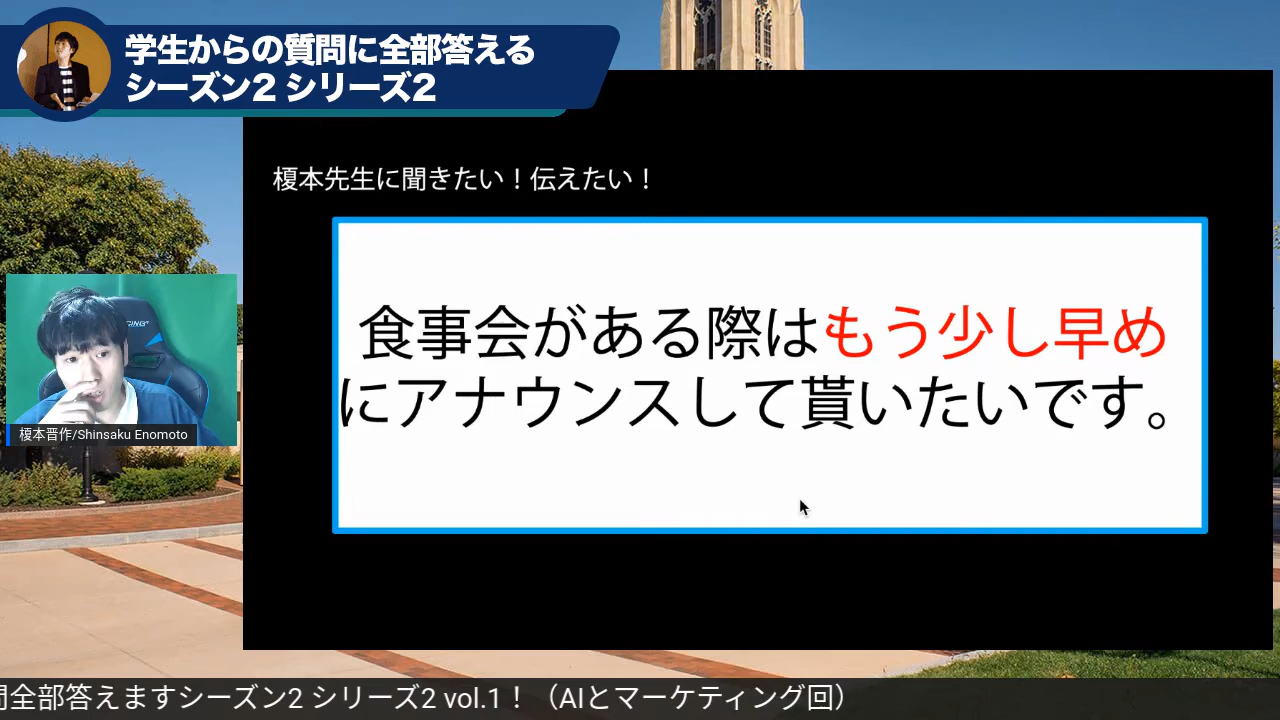 学生からの質問に全部答える
シーズン2 シリーズ2
榎本先生に聞きたい！伝えたい！
食事会がある際はもう少し早め
にアナウンスして貰いたいです。
榎本晋作/Shinsaku Enomoto
問全部答えますシーズン2 シリーズ2 vol.1！（AIとマーケティング回）